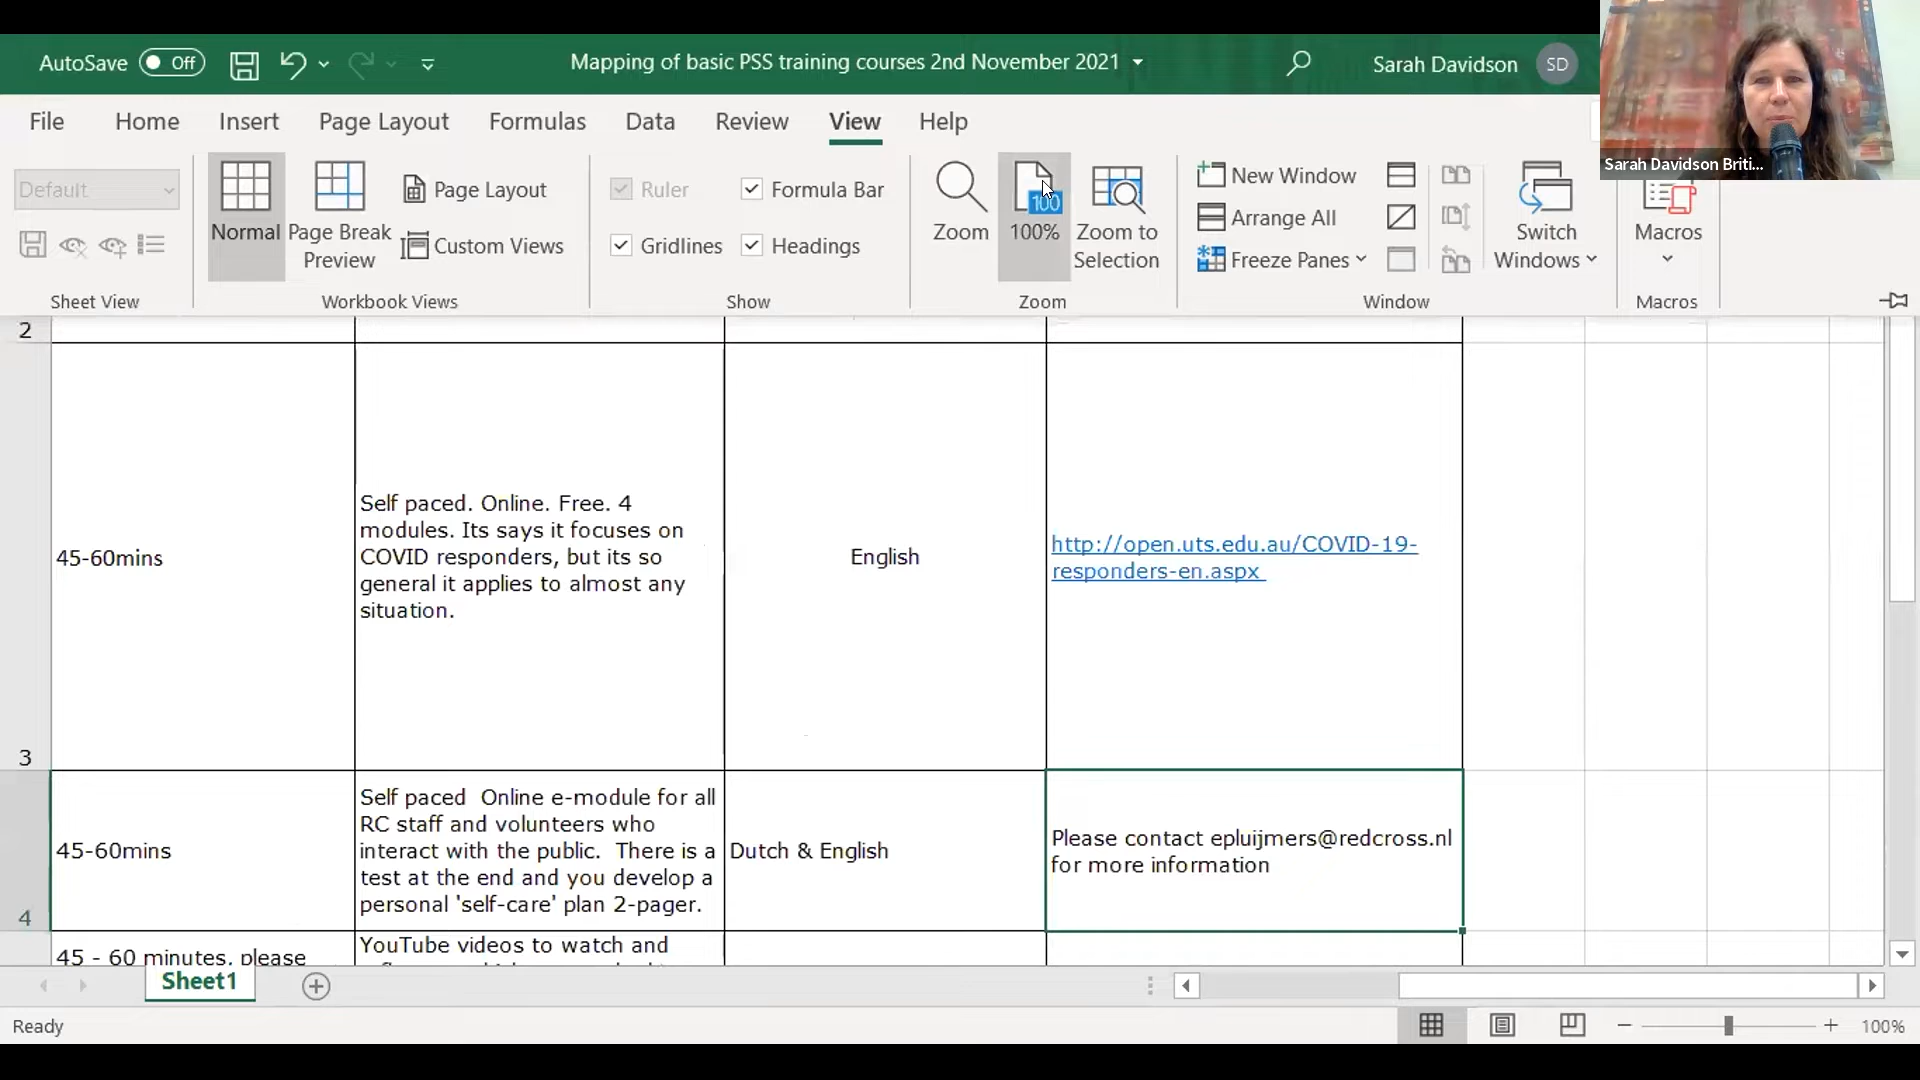 AutoSave Off
Mapping of basic PSS training courses 2nd November 2021
Sarah Davidson SD
File Home Insert Page Layout Formulas Data Review View Help
Sarah Davidson Briti...
Default
Normal
Page Break
Preview
Page Layout
Custom Views
Ruler
Formula Bar
Gridlines
Headings
Zoom
100
100%
Zoom to
Selection
New Window
Arrange All
Freeze Panes
Switch
Windows
Macros
Sheet View
Workbook Views
Show
Zoom
Window
Macros
2
3
45-60mins
Self paced. Online. Free. 4
modules. Its says it focuses on
COVID responders, but its so
general it applies to almost any
situation.
English
http://open.uts.edu.au/COVID-19-
responders-en.aspx
4
45-60mins
Self paced  Online e-module for all
RC staff and volunteers who
interact with the public.  There is a
test at the end and you develop a
personal 'self-care' plan 2-pager.
Dutch & English
Please contact epluijmers@redcross.nl
for more information
45 - 60 minutes, please
YouTube videos to watch and
Sheet1
Ready
100%